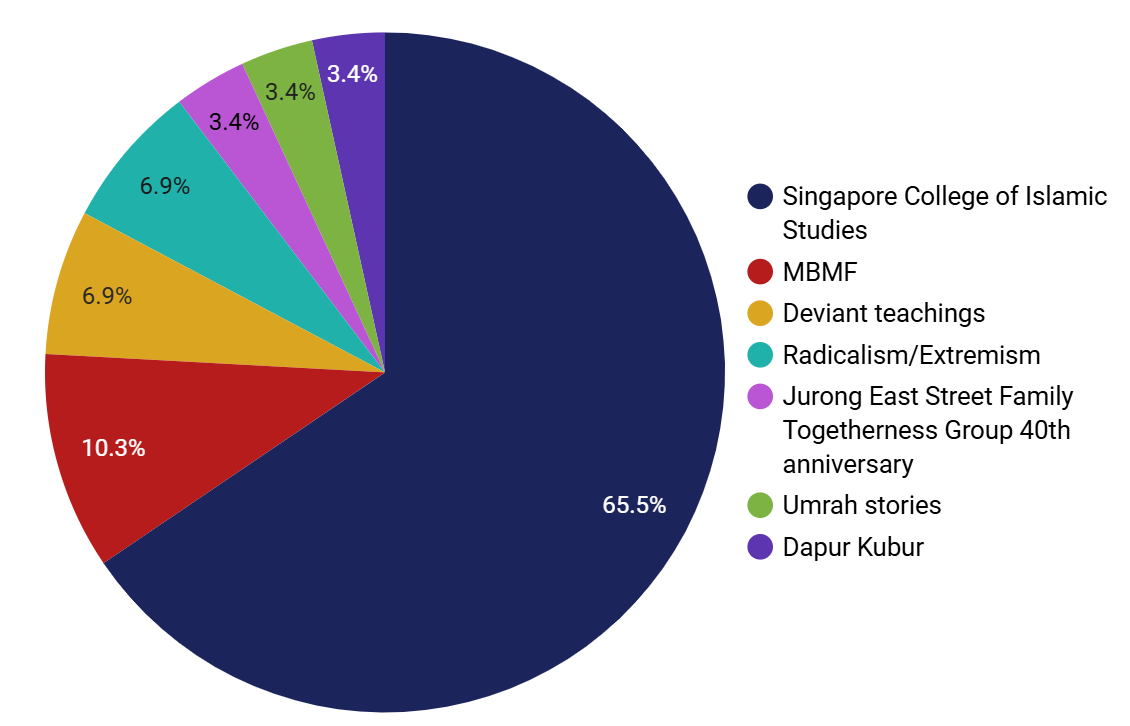 3.4%
3.4%
3.4%
6.9%
6.9%
10.3%
65.5%
Singapore College of Islamic
Studies
MBMF
Deviant teachings
Radicalism/Extremism
Jurong East Street Family
Togetherness Group 40th
anniversary
Umrah stories
Dapur Kubur